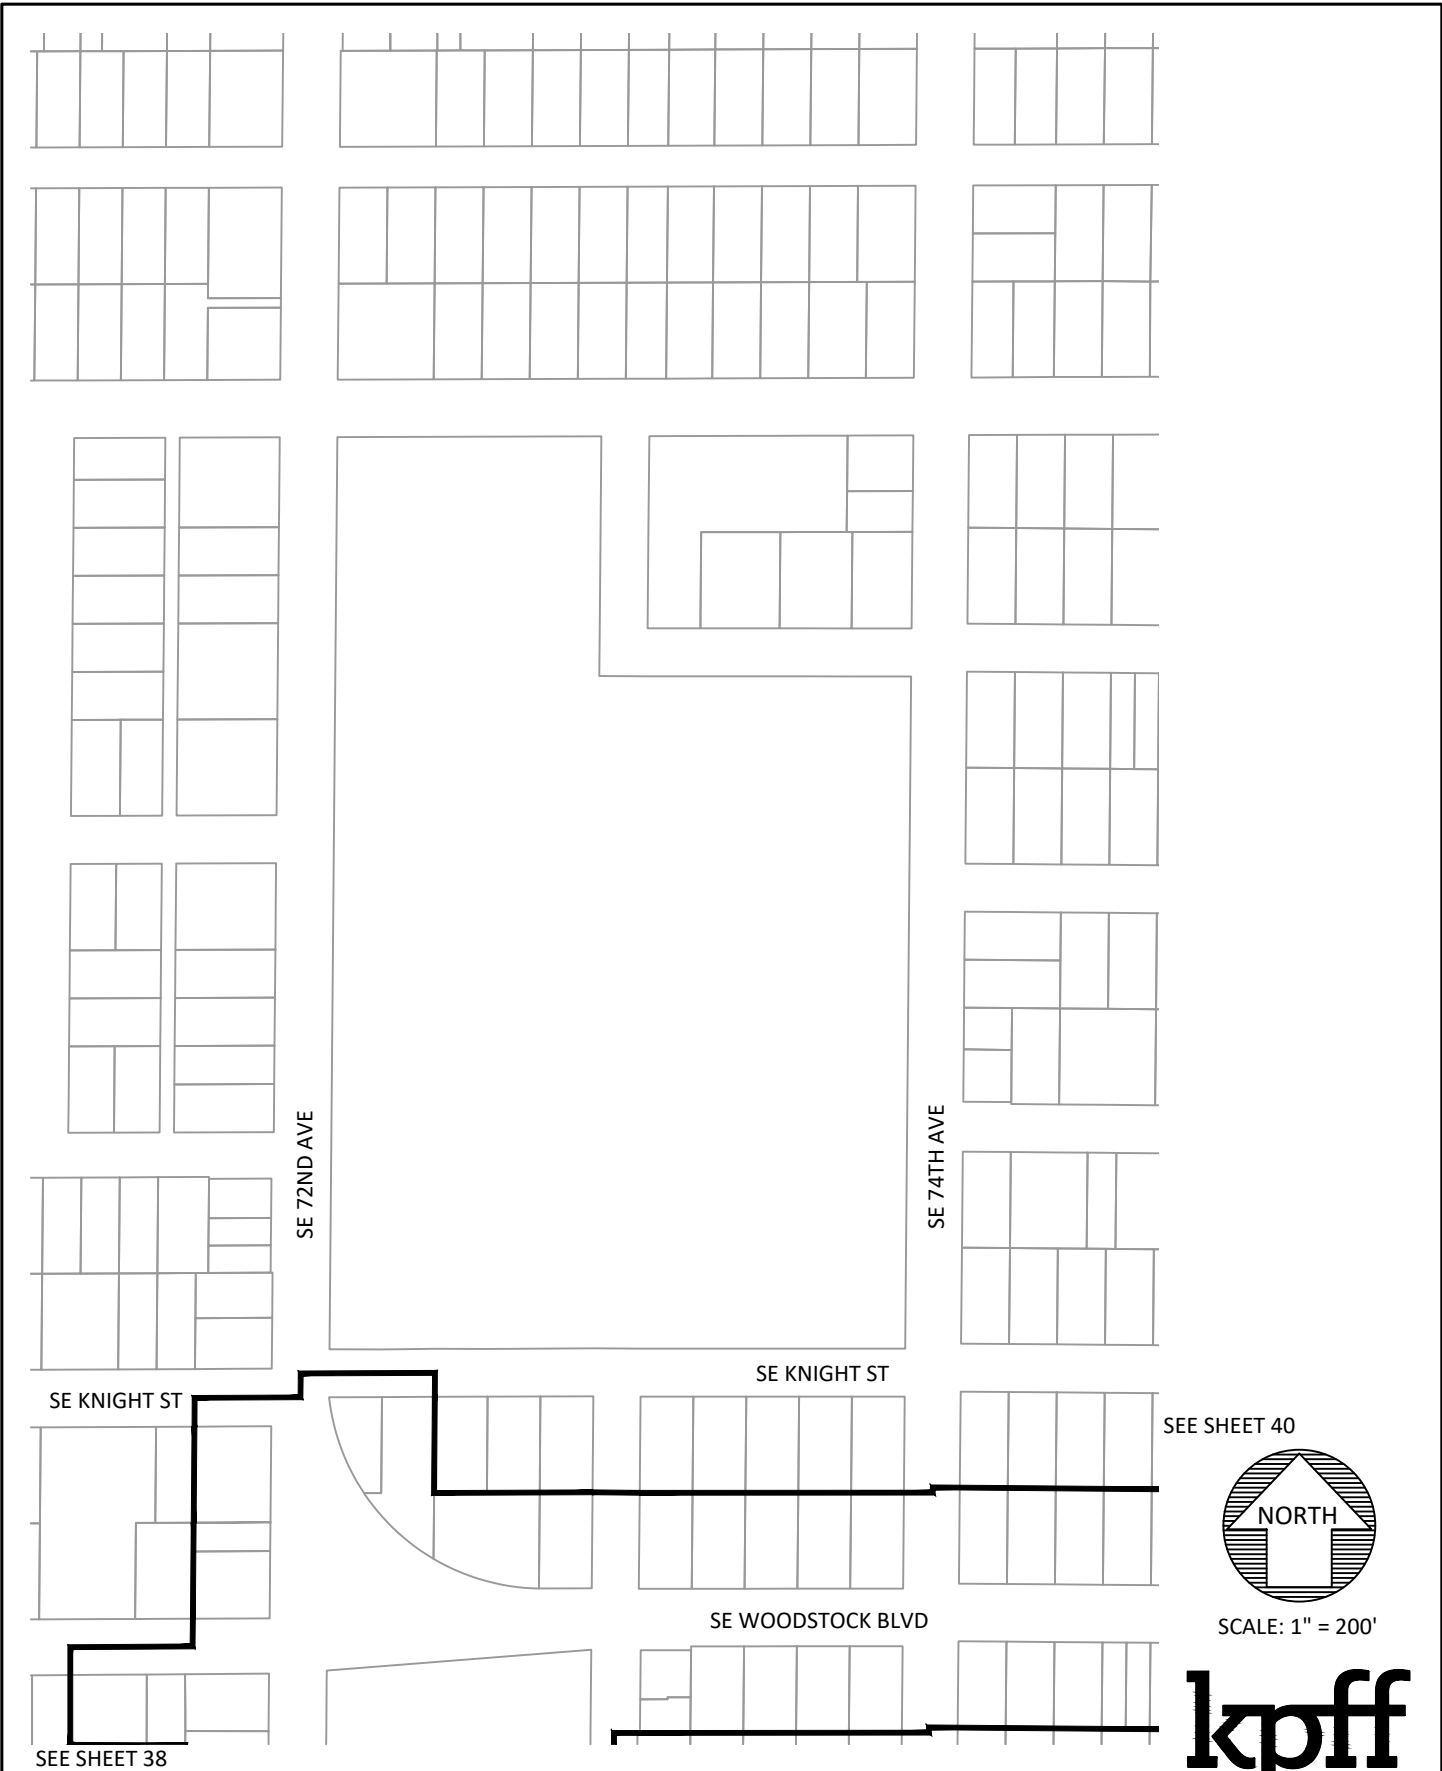 SE 72ND AVE
SE 74TH AVE
SE KNIGHT ST
SE KNIGHT ST
SEE SHEET 40
NORTH
SE WOODSTOCK BLVD
SCALE: 1" = 200'
kpff
SEE SHEET 38